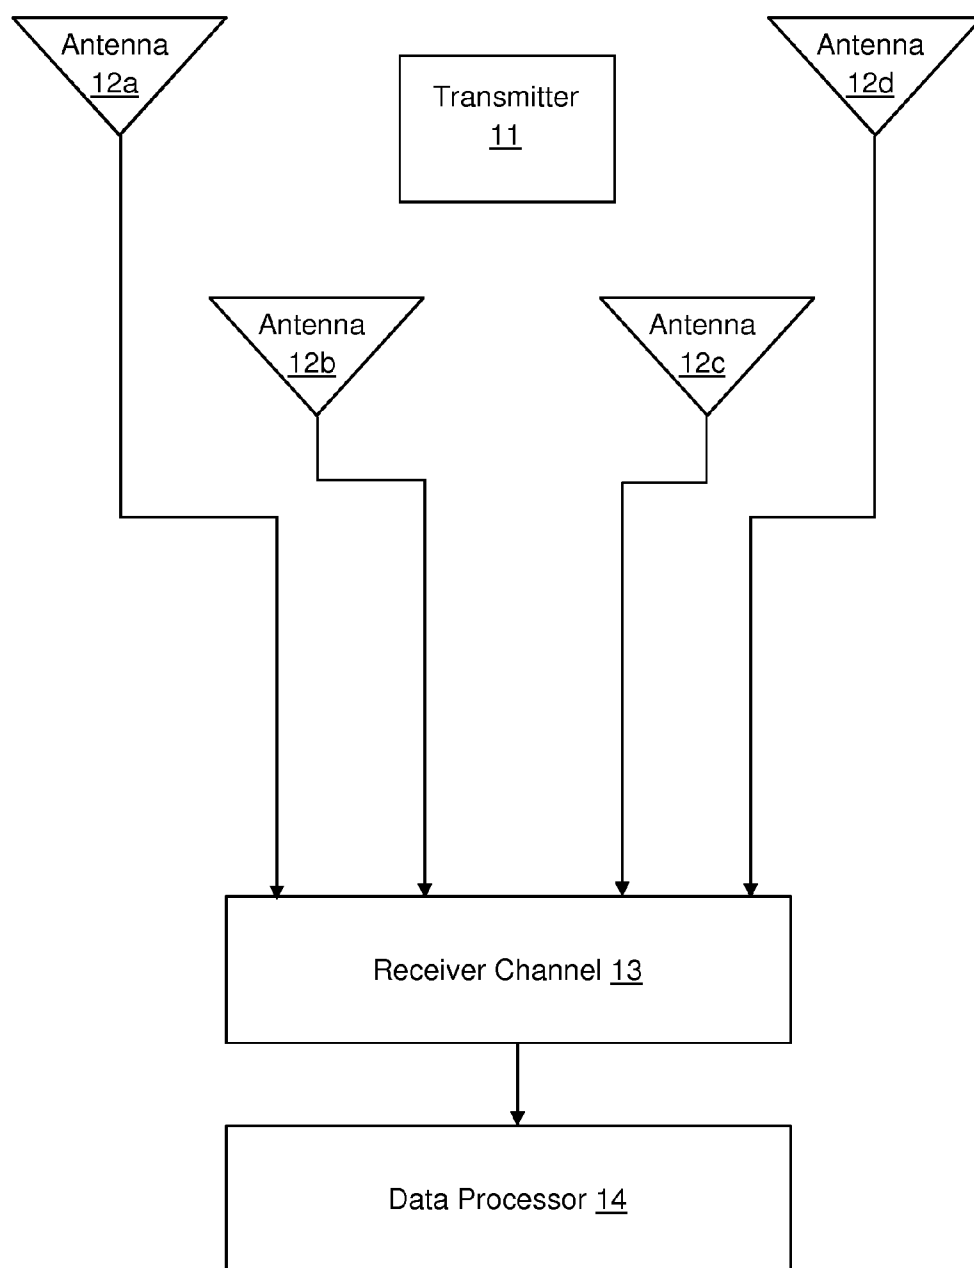 Antenna
12a
Transmitter
11
Antenna
12d
Antenna
12b
Antenna
12c
Receiver Channel 13
Data Processor 14